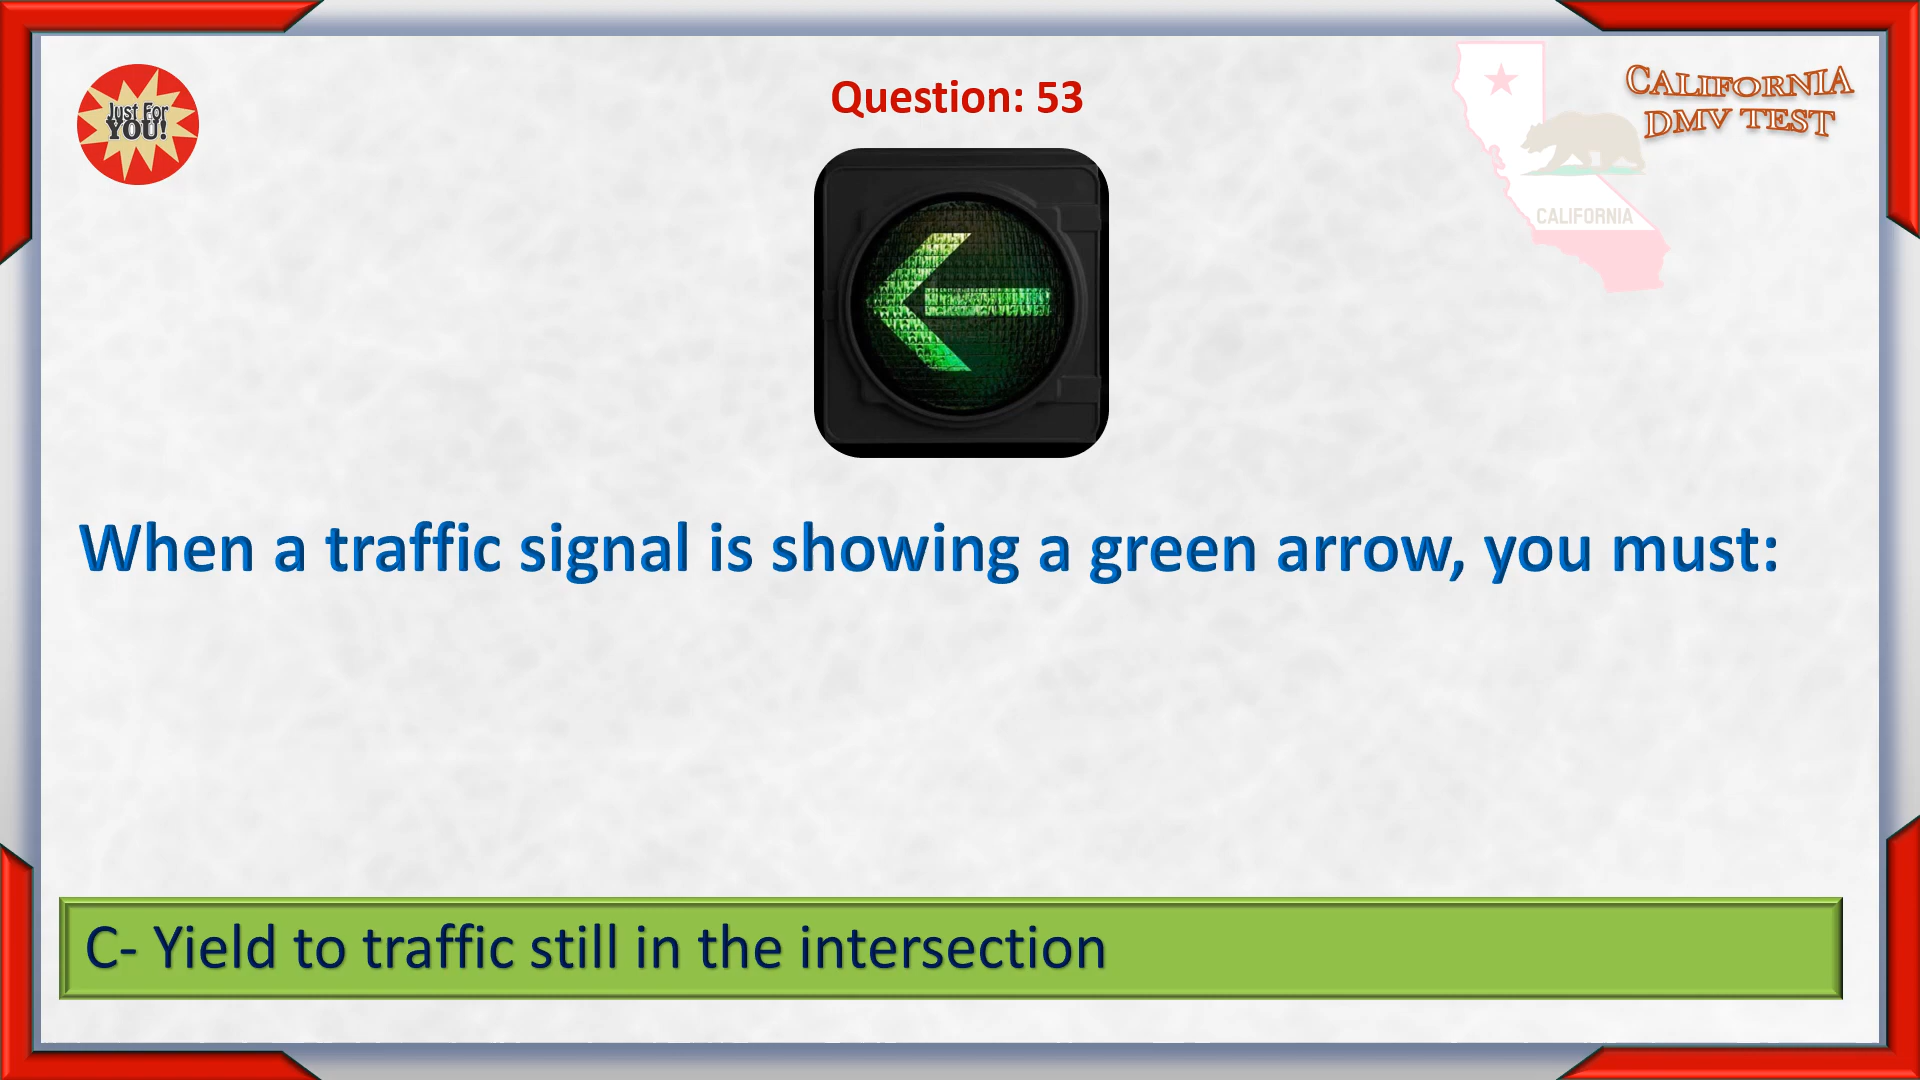 Just For
YOU!
Question: 53
CALIFORNIA
DMV TEST
CALIFORNIA
When a traffic signal is showing a green arrow, you must:
C- Yield to traffic still in the intersection